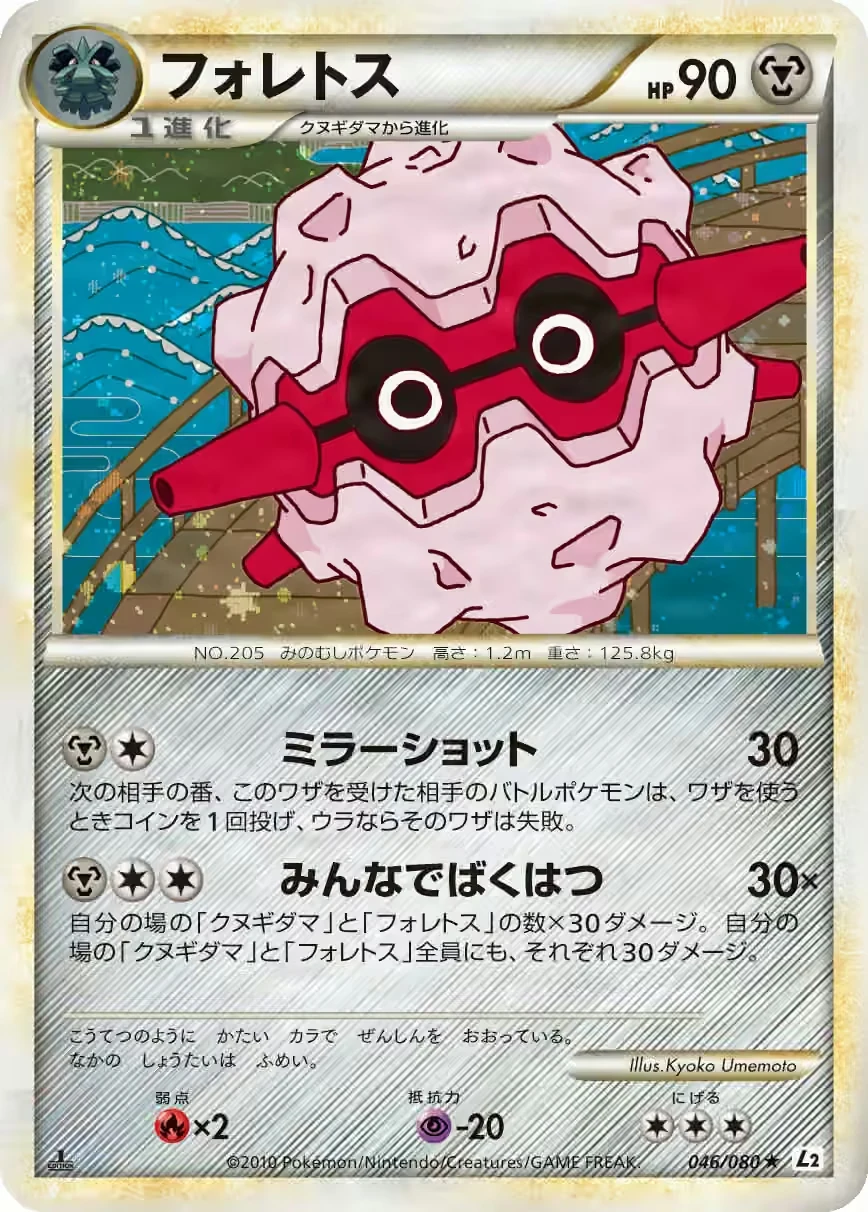 フォレトス
HP 90
1進化
クヌギダマから進化
NO.205 みのむしポケモン 高さ：1.2m 重さ：125.8kg
ミラーショット 30
次の相手の番、このワザを受けた相手のバトルポケモンは、ワザを使う
ときコインを1回投げ、ウラならそのワザは失敗。
みんなでばくはつ 30×
自分の場の「クヌギダマ」と「フォレトス」の数×30ダメージ。自分の
場の「クヌギダマ」と「フォレトス」全員にも、それぞれ30ダメージ。
こうてつのように かたい カラで ぜんしんを おおっている。
なかの しょうたいは ふめい。
Illus.Kyoko Umemoto
弱点 抵抗力 にげる
×2 -20
1 EDITION
©2010 Pokémon/Nintendo/Creatures/GAME FREAK. 046/080★ L2